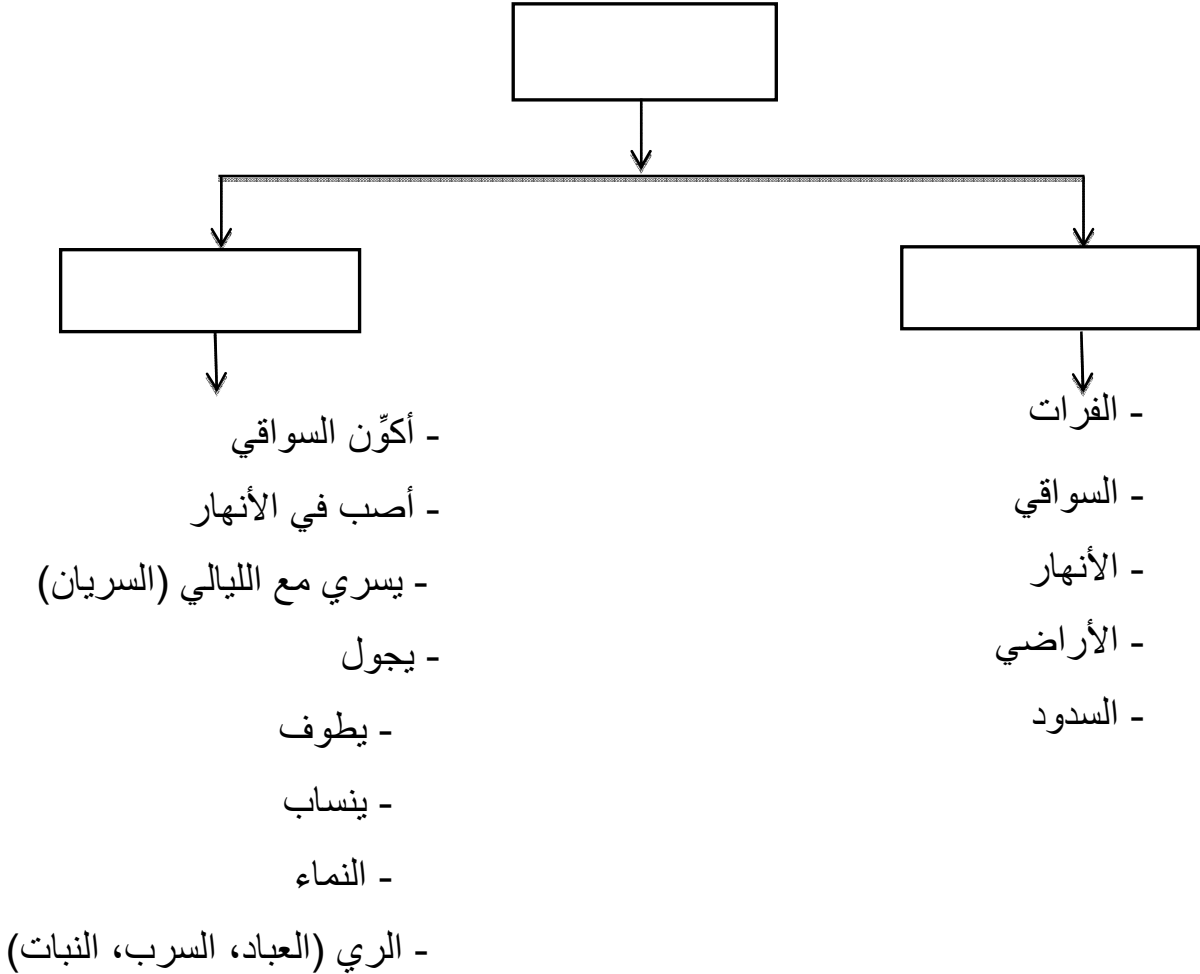 - الفرات
- السواقي
- الأنهار
- الأراضي
- السدود
- أكوِّن السواقي
- أصب في الأنهار
- يسري مع الليالي (السريان)
- يجول
- يطوف
- ينساب
- النماء
- الري (العباد، السرب، النبات)